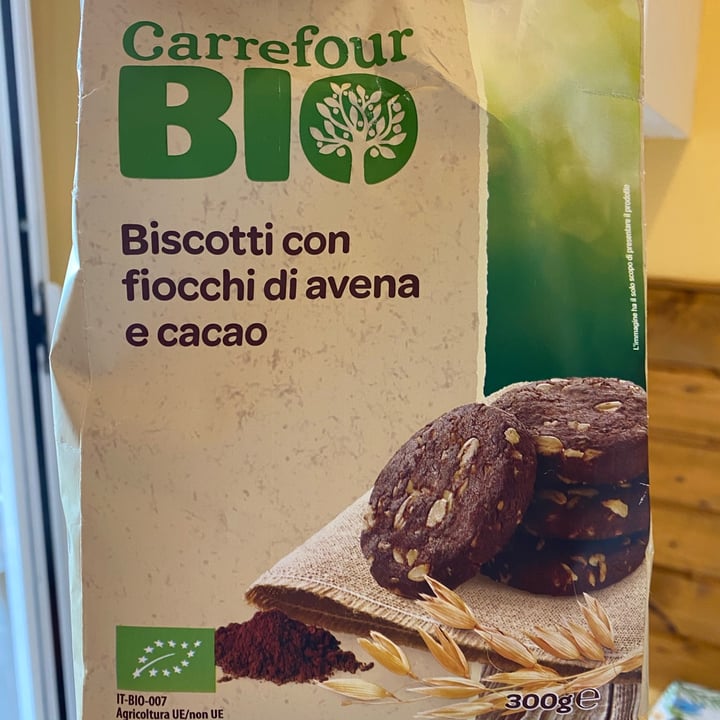 Carrefour
BIO
Biscotti con
fiocchi di avena
e cacao
L'immagine ha il solo scopo di presentare il prodotto
IT-BIO-007
Agricoltura UE/non UE
300g e